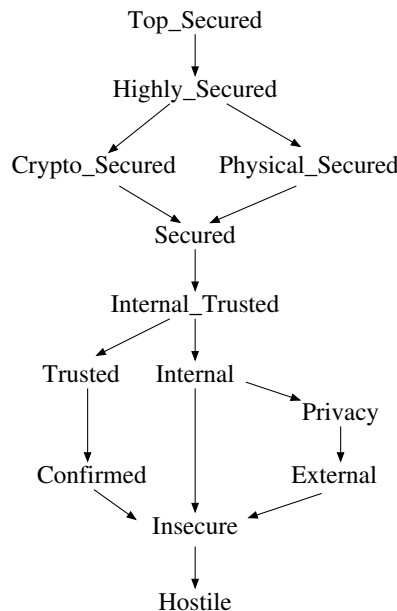 Top_Secured
Highly_Secured
Crypto_Secured
Physical_Secured
Secured
Internal_Trusted
Trusted
Internal
Privacy
Confirmed
External
Insecure
Hostile